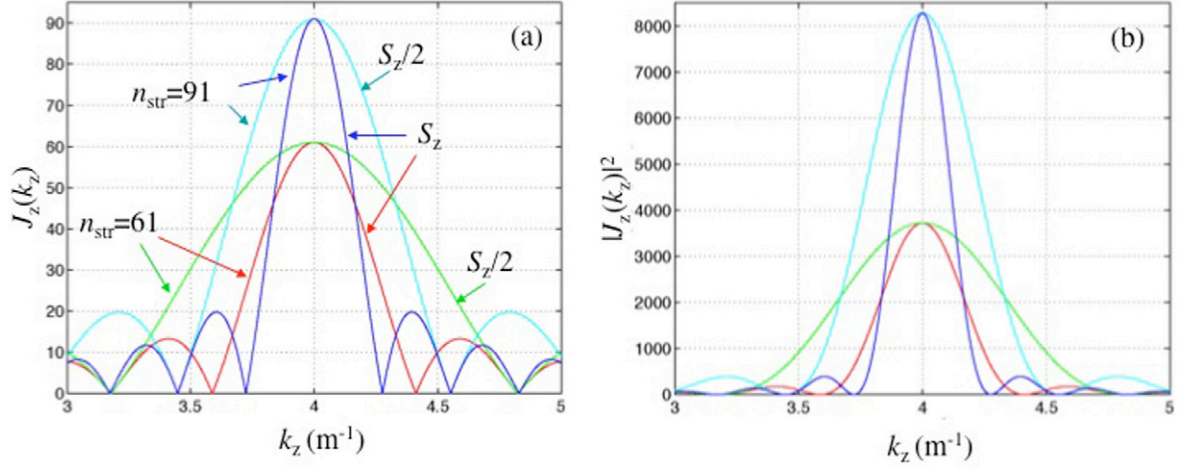 (a)
90
80
70
60
50
40
30
20
10
0
J_z(k_z)
S_z/2
n_str=91
S_z
n_str=61
S_z/2
3 3.5 4 4.5 5
k_z (m^-1)
(b)
8000
7000
6000
5000
4000
3000
2000
1000
0
|J_z(k_z)|^2
3 3.5 4 4.5 5
k_z (m^-1)